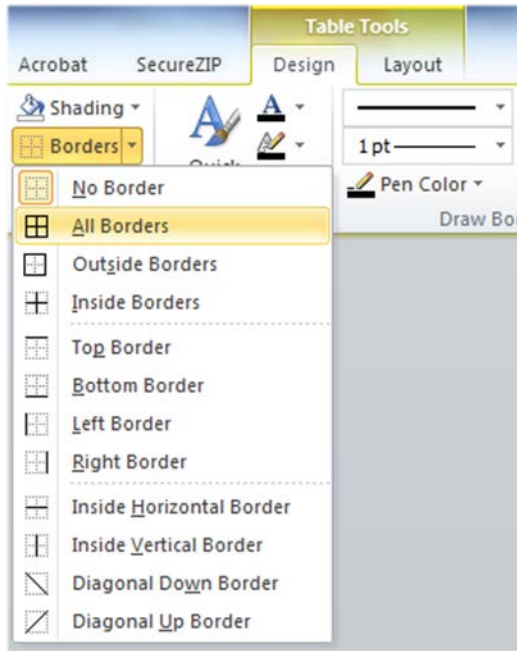 Table Tools
Acrobat SecureZIP Design Layout
Shading
Borders
1 pt
Pen Color
No Border
All Borders
Outside Borders
Inside Borders
Top Border
Bottom Border
Left Border
Right Border
Inside Horizontal Border
Inside Vertical Border
Diagonal Down Border
Diagonal Up Border
Draw Bo